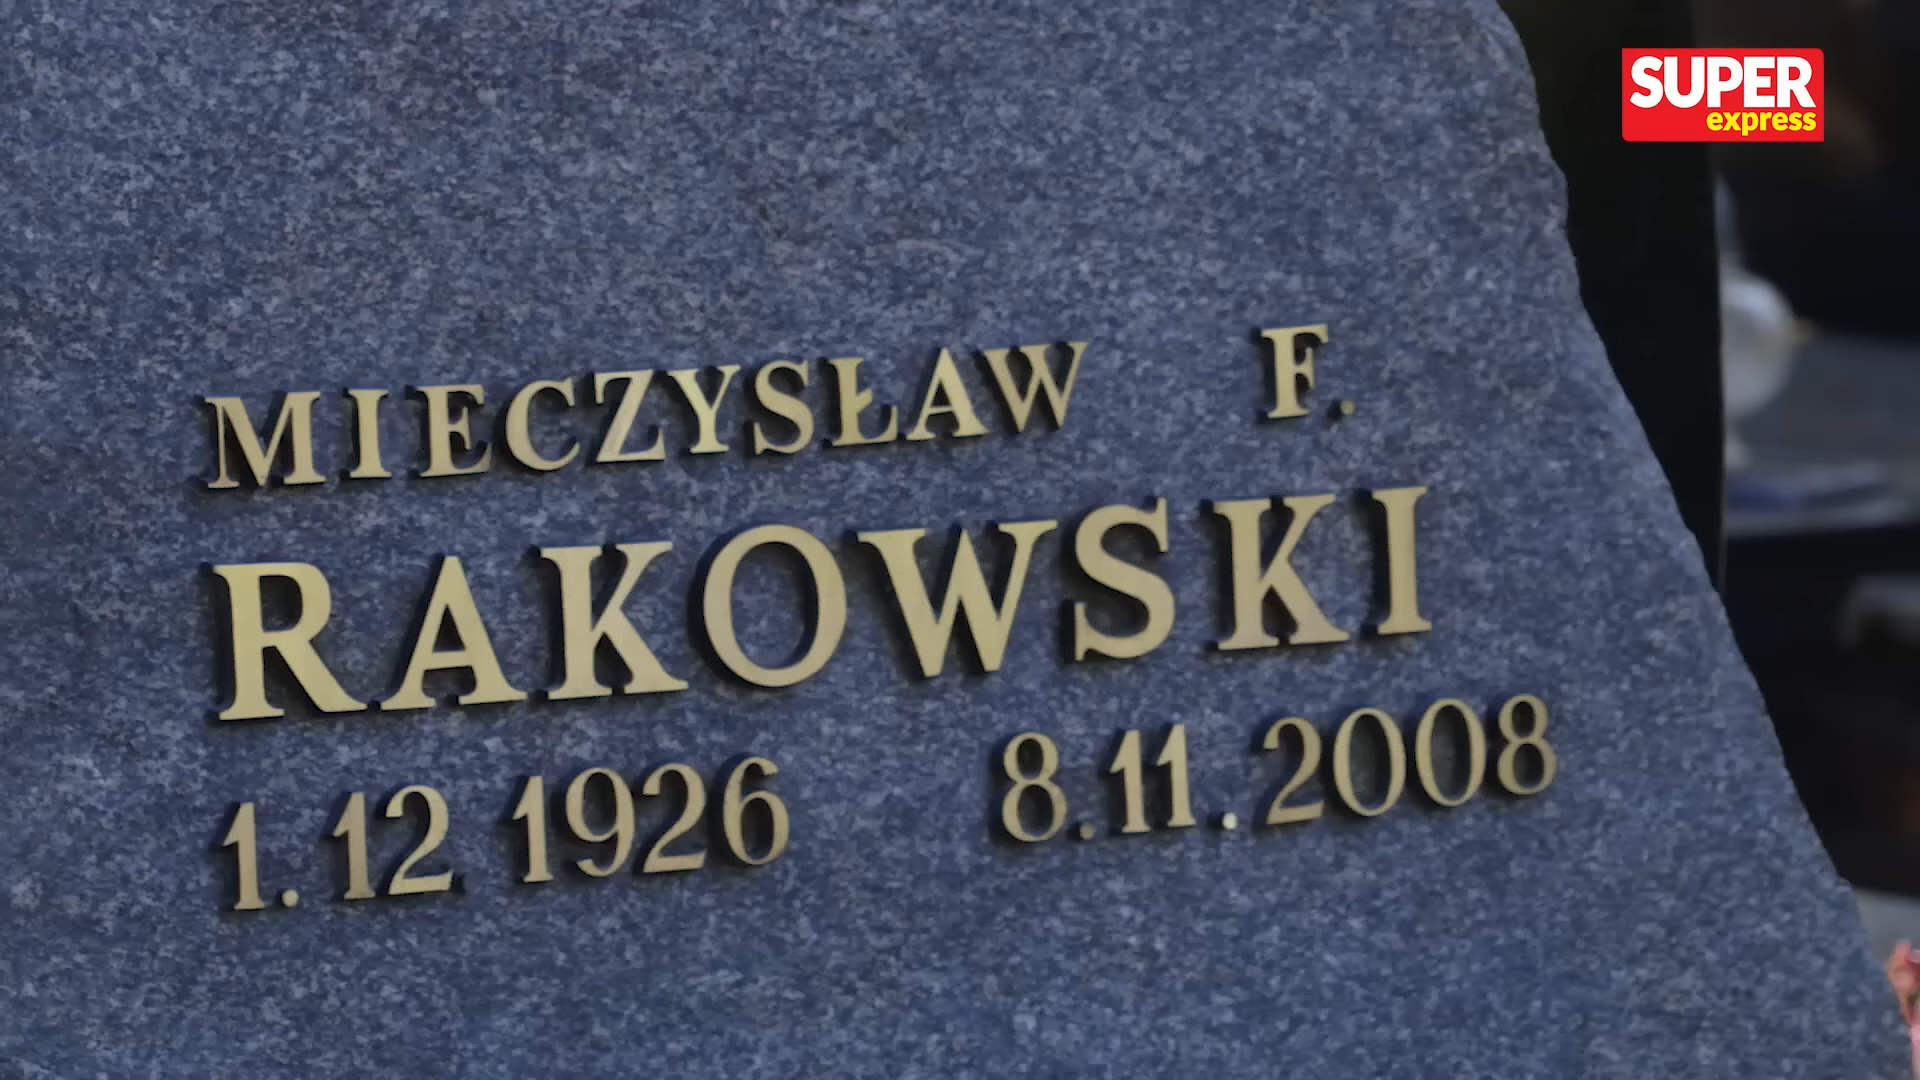 SUPER
express
MIECZYSŁAW F.
RAKOWSKI
1.12 1926 8.11.2008